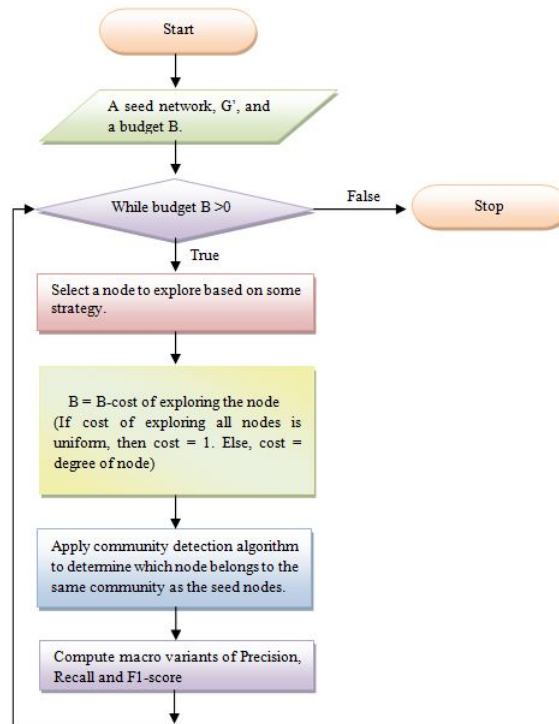 Start
A seed network, G', and
a budget B.
While budget B >0
False
Stop
True
Select a node to explore based on some
strategy.
B = B-cost of exploring the node
(If cost of exploring all nodes is
uniform, then cost = 1. Else, cost =
degree of node)
Apply community detection algorithm
to determine which node belongs to the
same community as the seed nodes.
Compute macro variants of Precision,
Recall and F1-score